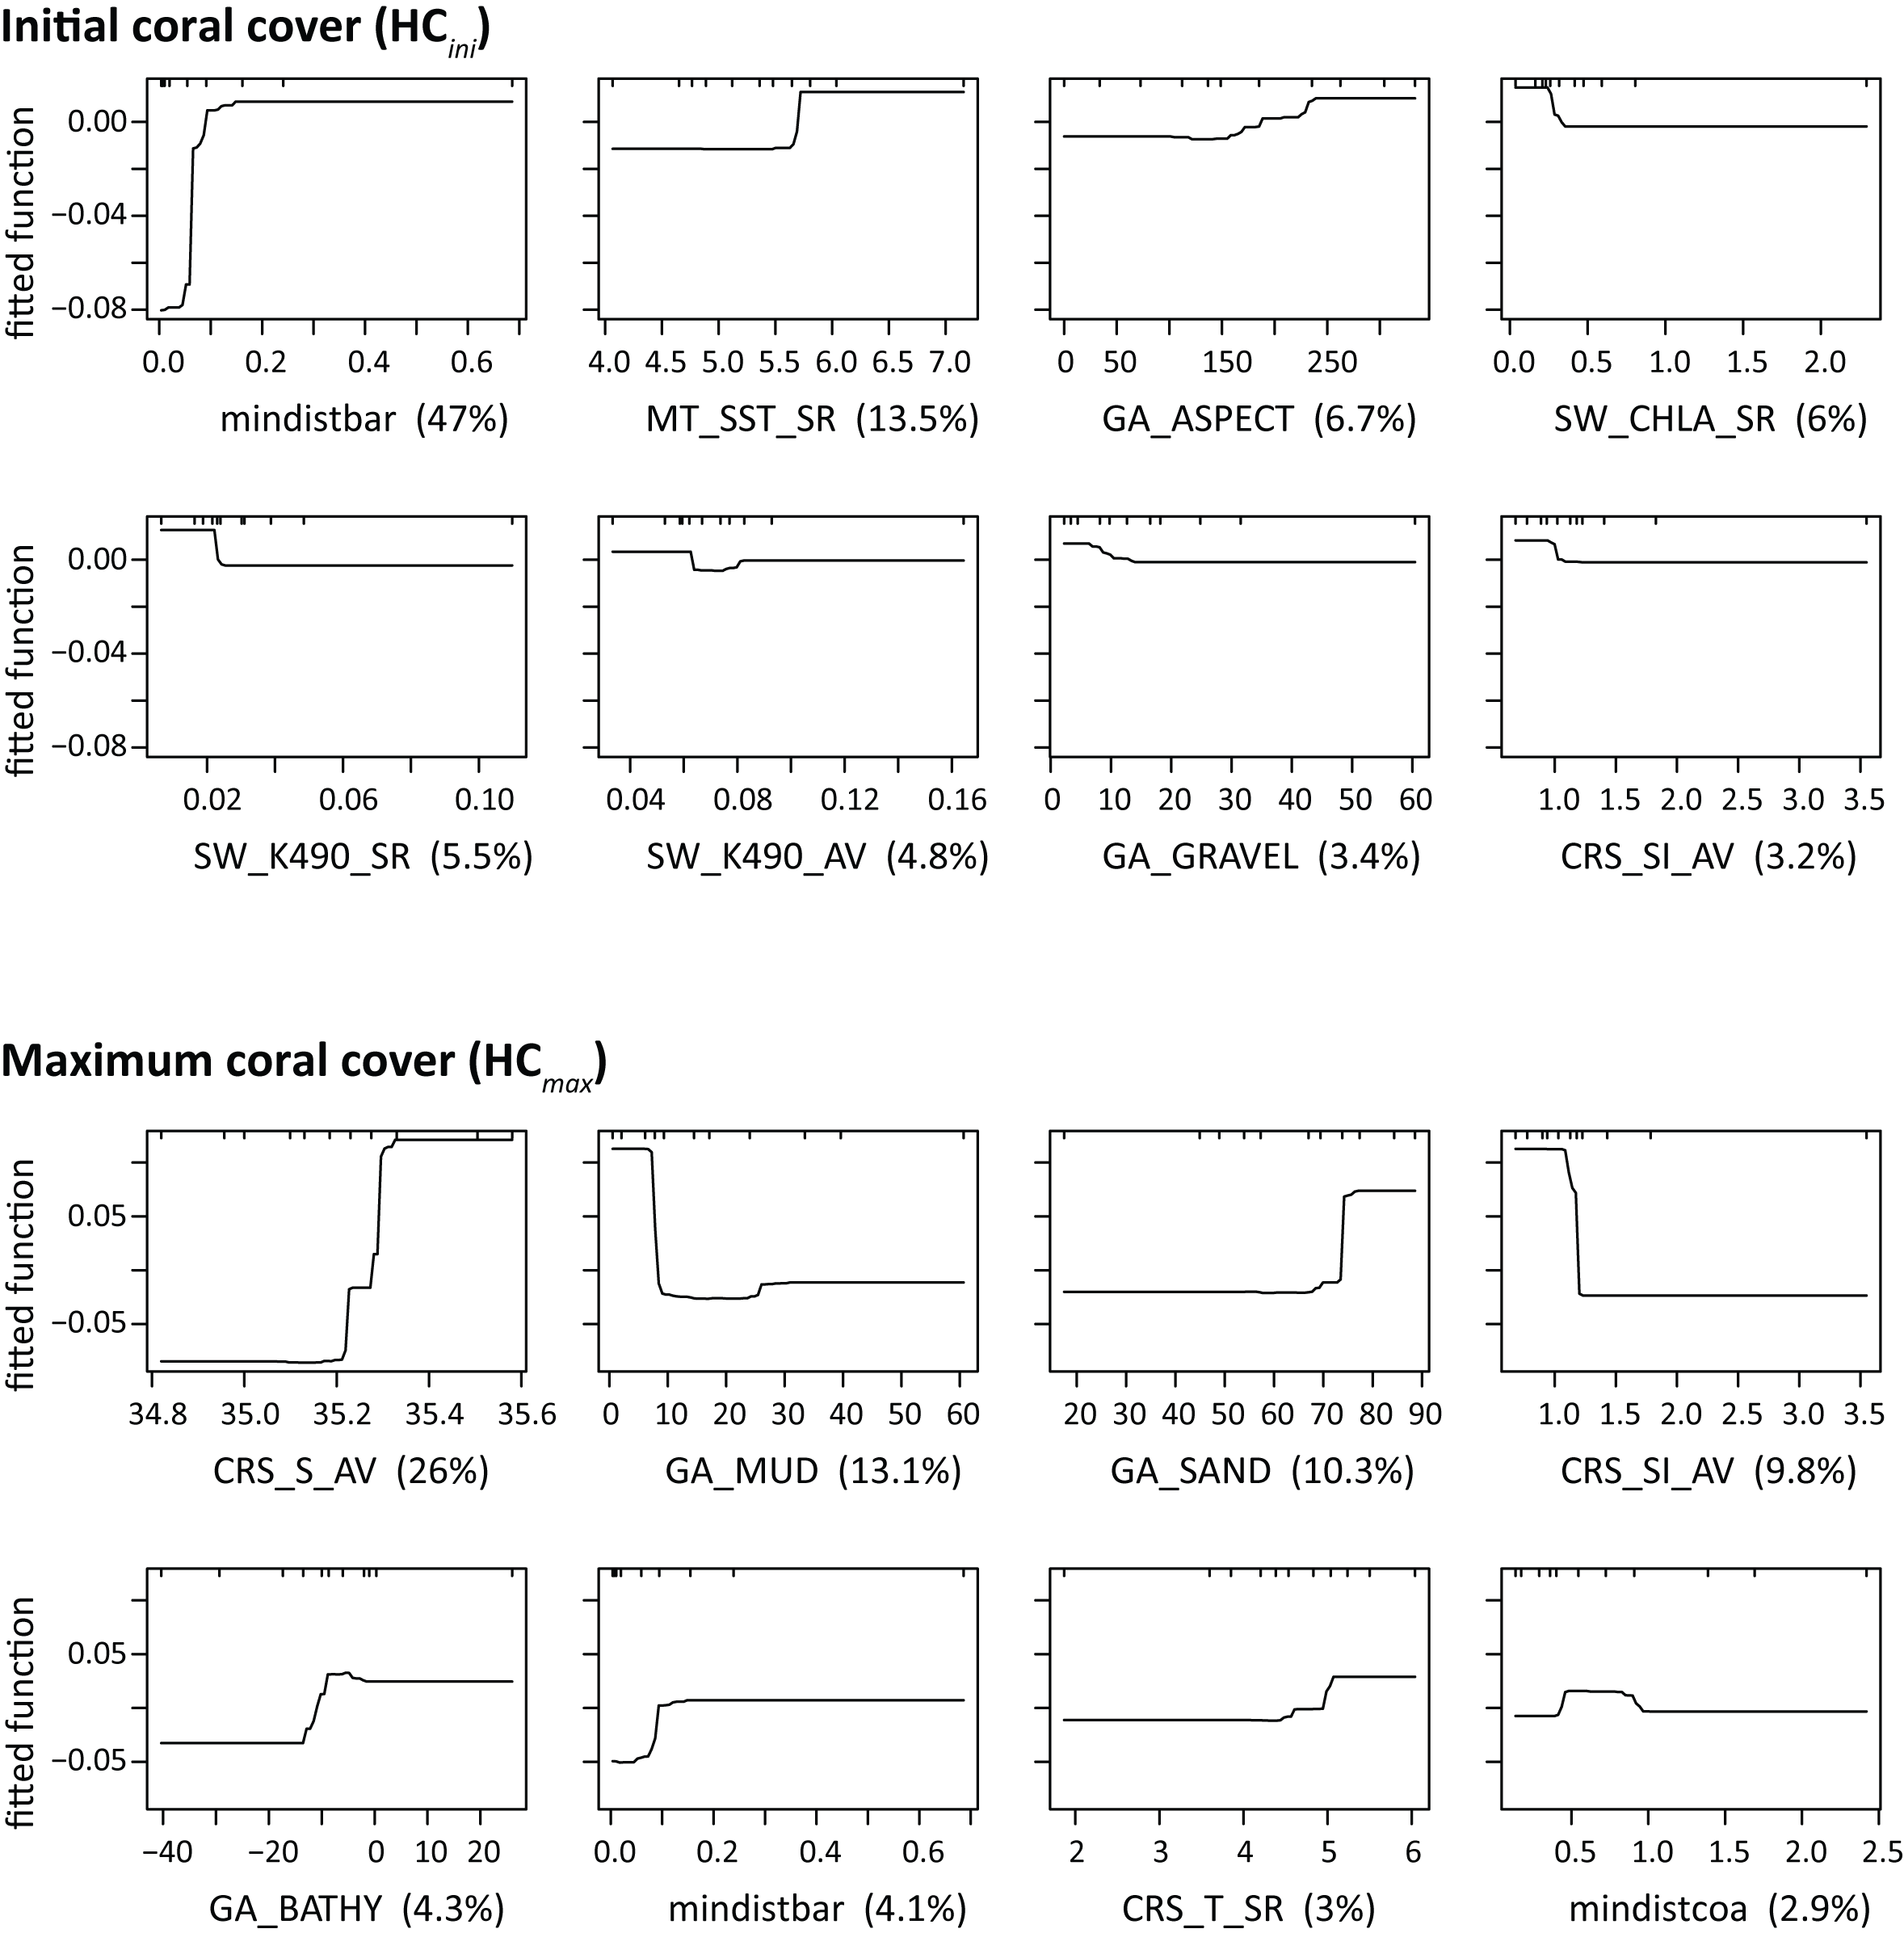 Initial coral cover (HCini)
fitted function
0.00
−0.04
−0.08
0.0 0.2 0.4 0.6
4.0 4.5 5.0 5.5 6.0 6.5 7.0
0 50 150 250
0.0 0.5 1.0 1.5 2.0
mindistbar (47%)
MT_SST_SR (13.5%)
GA_ASPECT (6.7%)
SW_CHLA_SR (6%)
fitted function
0.00
−0.04
−0.08
0.02 0.06 0.10
0.04 0.08 0.12 0.16
0 10 20 30 40 50 60
1.0 1.5 2.0 2.5 3.0 3.5
SW_K490_SR (5.5%)
SW_K490_AV (4.8%)
GA_GRAVEL (3.4%)
CRS_SI_AV (3.2%)
Maximum coral cover (HCmax)
fitted function
0.05
−0.05
34.8 35.0 35.2 35.4 35.6
0 10 20 30 40 50 60
20 30 40 50 60 70 80 90
1.0 1.5 2.0 2.5 3.0 3.5
CRS_S_AV (26%)
GA_MUD (13.1%)
GA_SAND (10.3%)
CRS_SI_AV (9.8%)
fitted function
0.05
−0.05
−40 −20 0 10 20
0.0 0.2 0.4 0.6
2 3 4 5 6
0.5 1.0 1.5 2.0 2.5
GA_BATHY (4.3%)
mindistbar (4.1%)
CRS_T_SR (3%)
mindistcoa (2.9%)